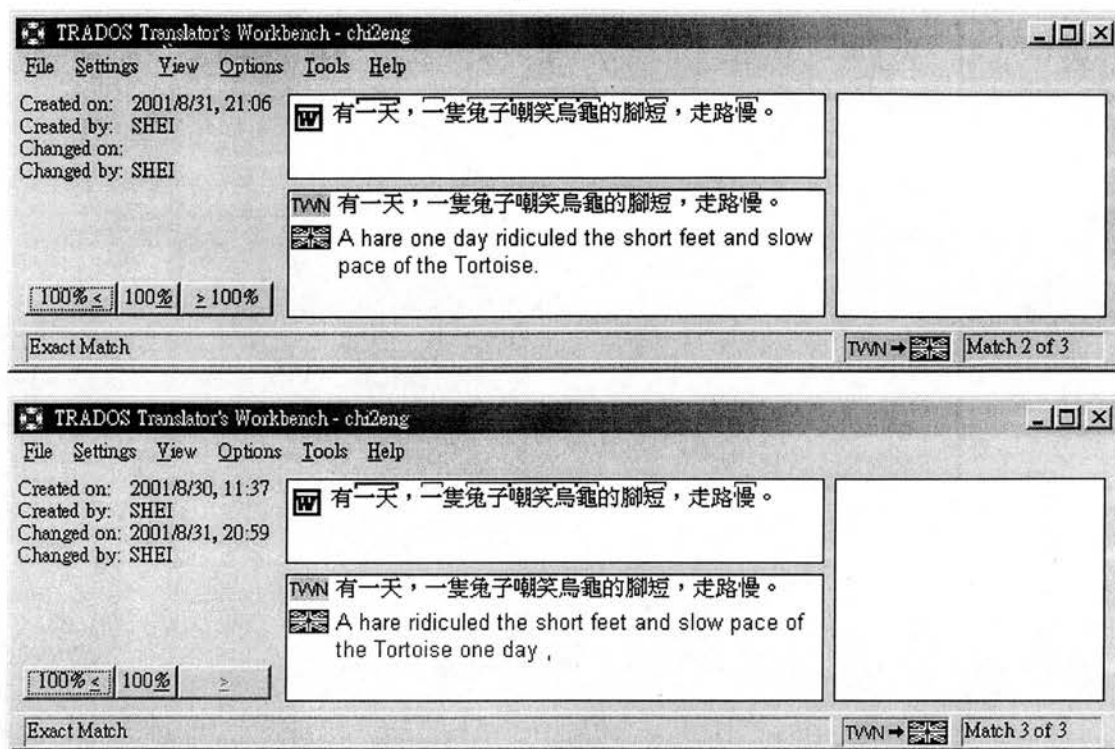 TRADOS Translator's Workbench - chi2eng
File Settings View Options Tools Help
Created on: 2001/8/31, 21:06
Created by: SHEI
Changed on:
Changed by: SHEI
有一天，一隻兔子嘲笑烏龜的腳短，走路慢。
TWN 有一天，一隻兔子嘲笑烏龜的腳短，走路慢。
A hare one day ridiculed the short feet and slow
pace of the Tortoise.
100% < 100% ≥ 100%
Exact Match
TWN → Match 2 of 3
TRADOS Translator's Workbench - chi2eng
File Settings View Options Tools Help
Created on: 2001/8/30, 11:37
Created by: SHEI
Changed on: 2001/8/31, 20:59
Changed by: SHEI
W 有一天，一隻兔子嘲笑烏龜的腳短，走路慢。
TWN 有一天，一隻兔子嘲笑烏龜的腳短，走路慢。
A hare ridiculed the short feet and slow pace of
the Tortoise one day ,
100% < 100% ≥
Exact Match
TWN → Match 3 of 3